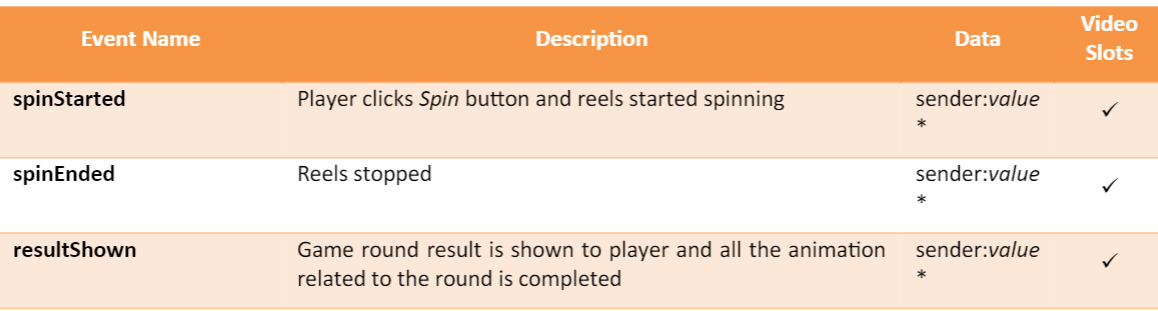 Event Name Description Data Video Slots
spinStarted Player clicks Spin button and reels started spinning sender:value ✓
*
spinEnded Reels stopped sender:value ✓
*
resultShown Game round result is shown to player and all the animation sender:value ✓
related to the round is completed *